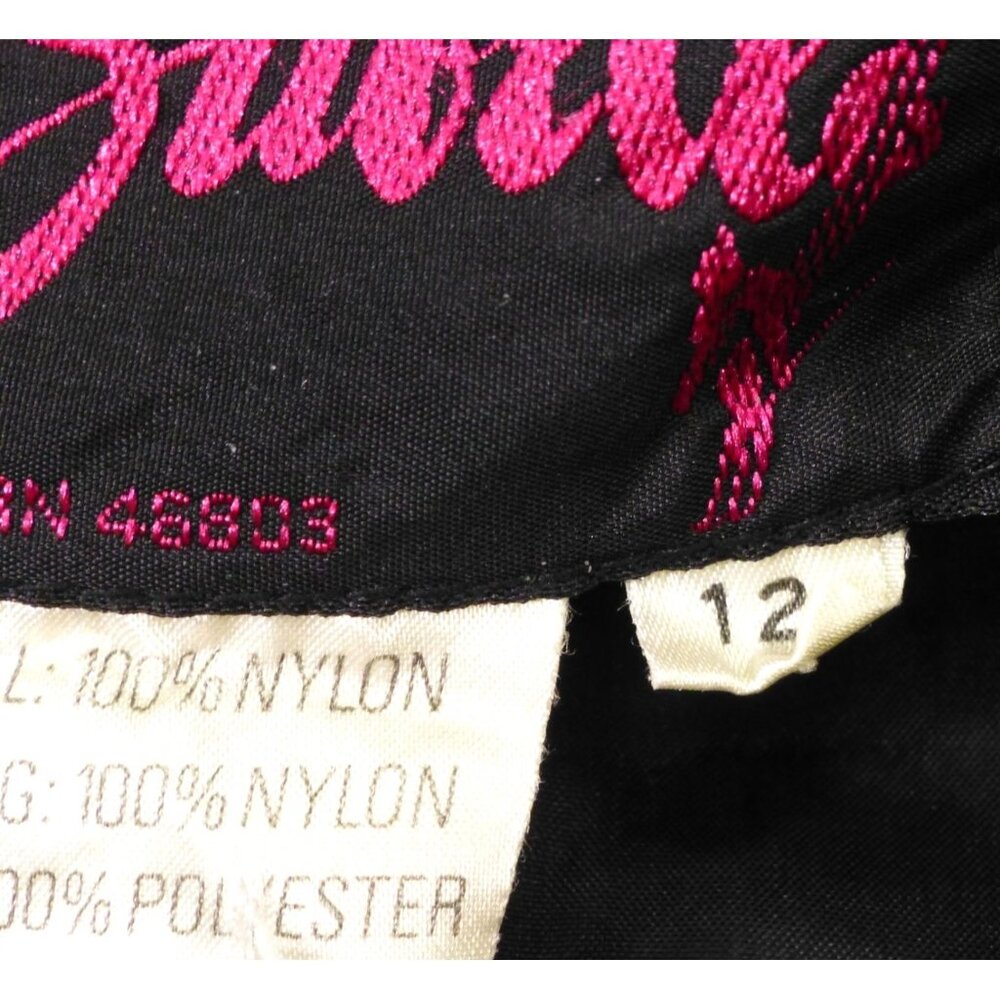 RN 46803
12
L: 100% NYLON
G: 100% NYLON
00% POLYESTER